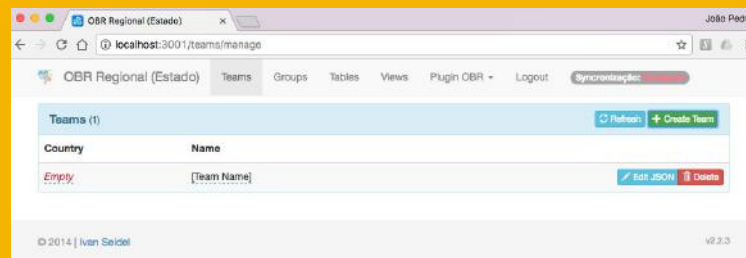 OBR Regional (Estado)
João Ped
localhost:3001/teams/manage
OBR Regional (Estado) Teams Groups Tables Views Plugin OBR Logout Syncronização:
Teams (1) Refresh + Create Team
Country Name
Empty [Team Name]
Edit JSON Delete
© 2014 | Ivan Seidel v2.2.3